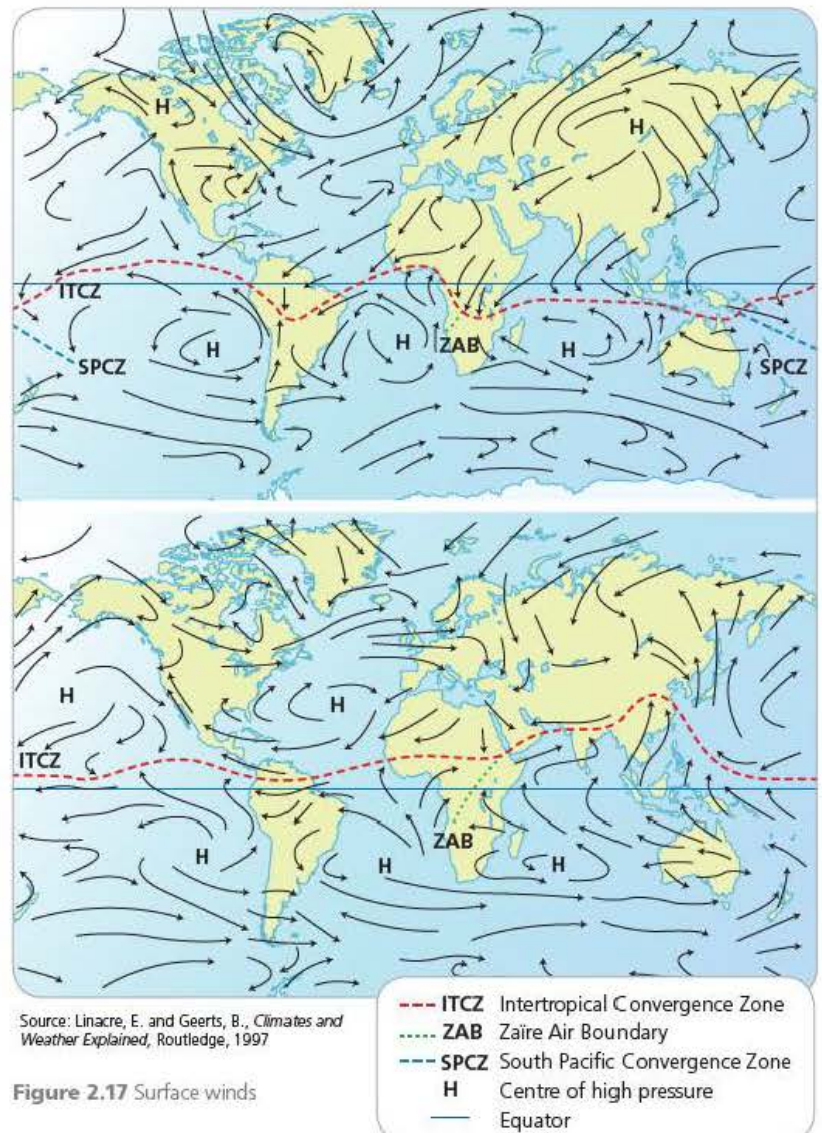 H
H
ITCZ
H
H
ZAB
H
SPCZ
SPCZ
H
H
ITCZ
ZAB
H
H
H
Source: Linacre, E. and Geerts, B., Climates and
Weather Explained, Routledge, 1997
Figure 2.17 Surface winds
ITCZ Intertropical Convergence Zone
ZAB Zaïre Air Boundary
SPCZ South Pacific Convergence Zone
H Centre of high pressure
Equator